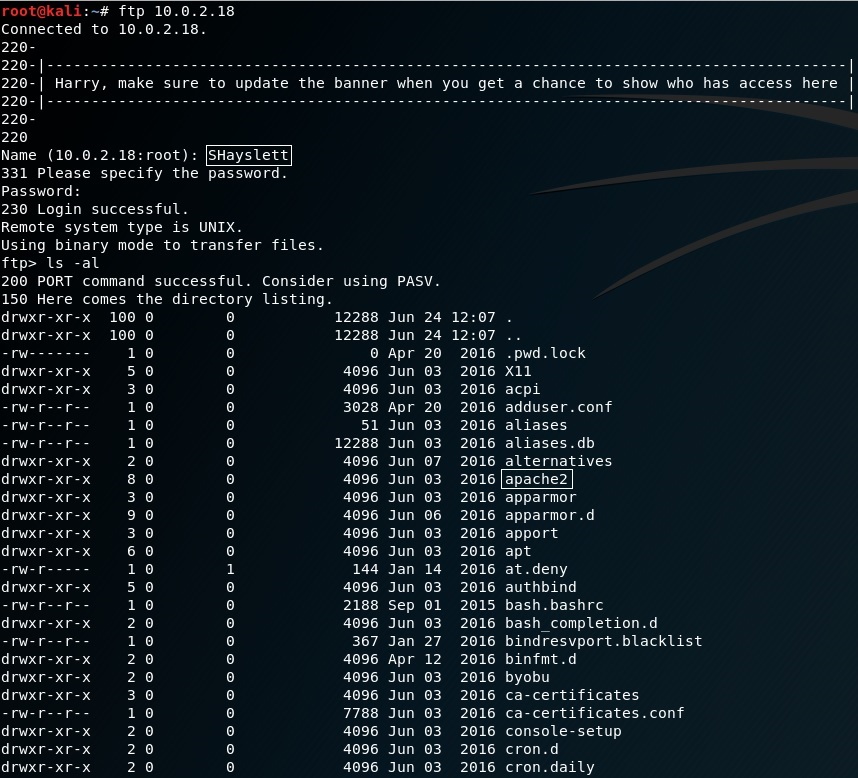 root@kali:~# ftp 10.0.2.18
Connected to 10.0.2.18.
220-
220-|-----------------------------------------------------------------------------------------|
220-| Harry, make sure to update the banner when you get a chance to show who has access here |
220-|-----------------------------------------------------------------------------------------|
220-
220
Name (10.0.2.18:root): SHayslett
331 Please specify the password.
Password:
230 Login successful.
Remote system type is UNIX.
Using binary mode to transfer files.
ftp> ls -al
200 PORT command successful. Consider using PASV.
150 Here comes the directory listing.
drwxr-xr-x  100 0        0           12288 Jun 24 12:07 .
drwxr-xr-x  100 0        0           12288 Jun 24 12:07 ..
-rw-------    1 0        0               0 Apr 20  2016 .pwd.lock
drwxr-xr-x    5 0        0            4096 Jun 03  2016 X11
drwxr-xr-x    3 0        0            4096 Jun 03  2016 acpi
-rw-r--r--    1 0        0            3028 Apr 20  2016 adduser.conf
-rw-r--r--    1 0        0              51 Jun 03  2016 aliases
-rw-r--r--    1 0        0           12288 Jun 03  2016 aliases.db
drwxr-xr-x    2 0        0            4096 Jun 07  2016 alternatives
drwxr-xr-x    8 0        0            4096 Jun 03  2016 apache2
drwxr-xr-x    3 0        0            4096 Jun 03  2016 apparmor
drwxr-xr-x    9 0        0            4096 Jun 06  2016 apparmor.d
drwxr-xr-x    3 0        0            4096 Jun 03  2016 apport
drwxr-xr-x    6 0        0            4096 Jun 03  2016 apt
-rw-r-----    1 0        1             144 Jan 14  2016 at.deny
drwxr-xr-x    5 0        0            4096 Jun 03  2016 authbind
-rw-r--r--    1 0        0            2188 Sep 01  2015 bash.bashrc
drwxr-xr-x    2 0        0            4096 Jun 03  2016 bash_completion.d
-rw-r--r--    1 0        0             367 Jan 27  2016 bindresvport.blacklist
drwxr-xr-x    2 0        0            4096 Apr 12  2016 binfmt.d
drwxr-xr-x    2 0        0            4096 Jun 03  2016 byobu
drwxr-xr-x    3 0        0            4096 Jun 03  2016 ca-certificates
-rw-r--r--    1 0        0            7788 Jun 03  2016 ca-certificates.conf
drwxr-xr-x    2 0        0            4096 Jun 03  2016 console-setup
drwxr-xr-x    2 0        0            4096 Jun 03  2016 cron.d
drwxr-xr-x    2 0        0            4096 Jun 03  2016 cron.daily